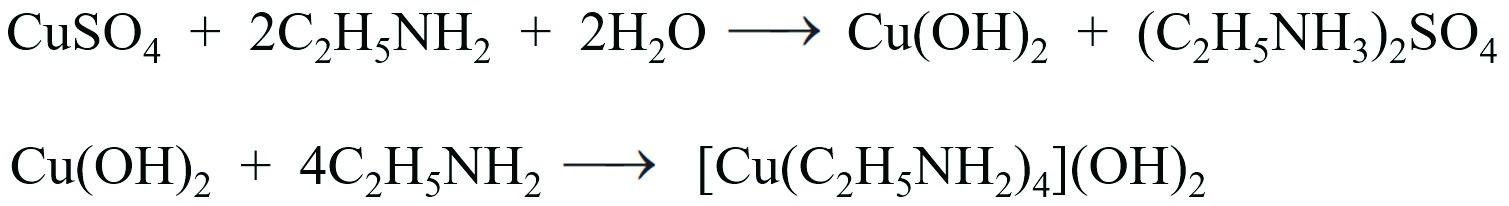 CuSO₄ + 2C₂H₅NH₂ + 2H₂O ⟶ Cu(OH)₂ + (C₂H₅NH₃)₂SO₄
Cu(OH)₂ + 4C₂H₅NH₂ ⟶ [Cu(C₂H₅NH₂)₄](OH)₂